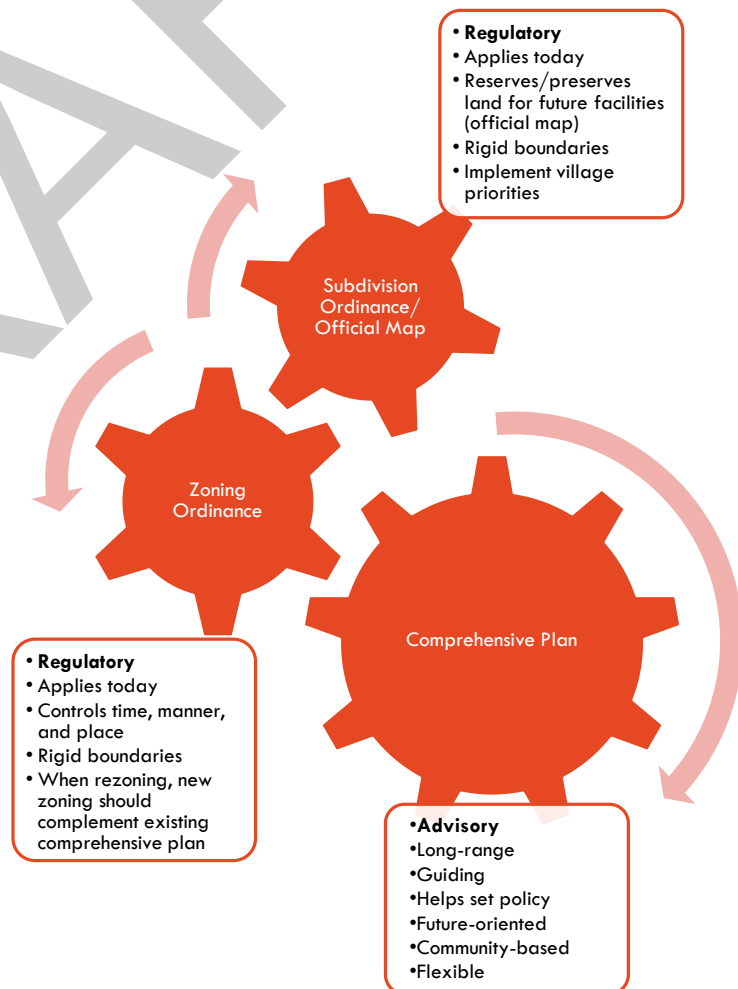 • Regulatory
• Applies today
• Reserves/preserves
land for future facilities
(official map)
• Rigid boundaries
• Implement village
priorities
Subdivision
Ordinance/
Official Map
Zoning
Ordinance
Comprehensive Plan
• Regulatory
• Applies today
• Controls time, manner,
and place
• Rigid boundaries
• When rezoning, new
zoning should
complement existing
comprehensive plan
•Advisory
•Long-range
•Guiding
•Helps set policy
•Future-oriented
•Community-based
•Flexible